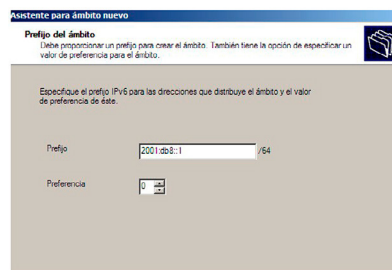 Asistente para ámbito nuevo
Prefijo del ámbito
Debe proporcionar un prefijo para crear el ámbito. También tiene la opción de especificar un
valor de preferencia para el ámbito.
Especifique el prefijo IPv6 para las direcciones que distribuye el ámbito y el valor
de preferencia de éste.
Prefijo 2001:db8::1 /64
Preferencia 0